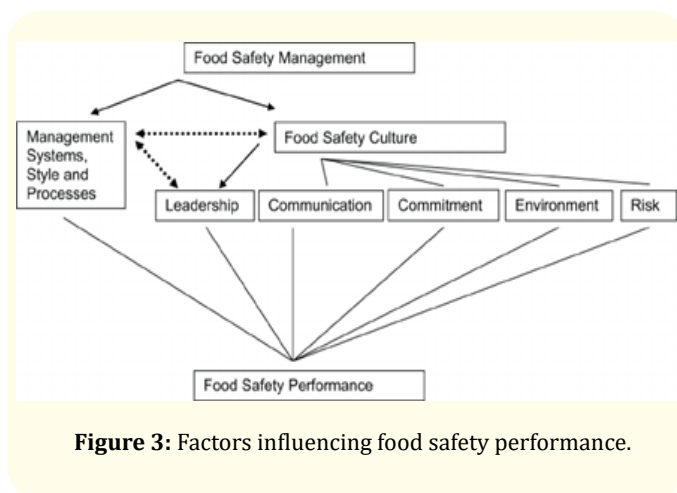 Food Safety Management
Management
Systems,
Style and
Processes
Food Safety Culture
Leadership
Communication
Commitment
Environment
Risk
Food Safety Performance
Figure 3: Factors influencing food safety performance.